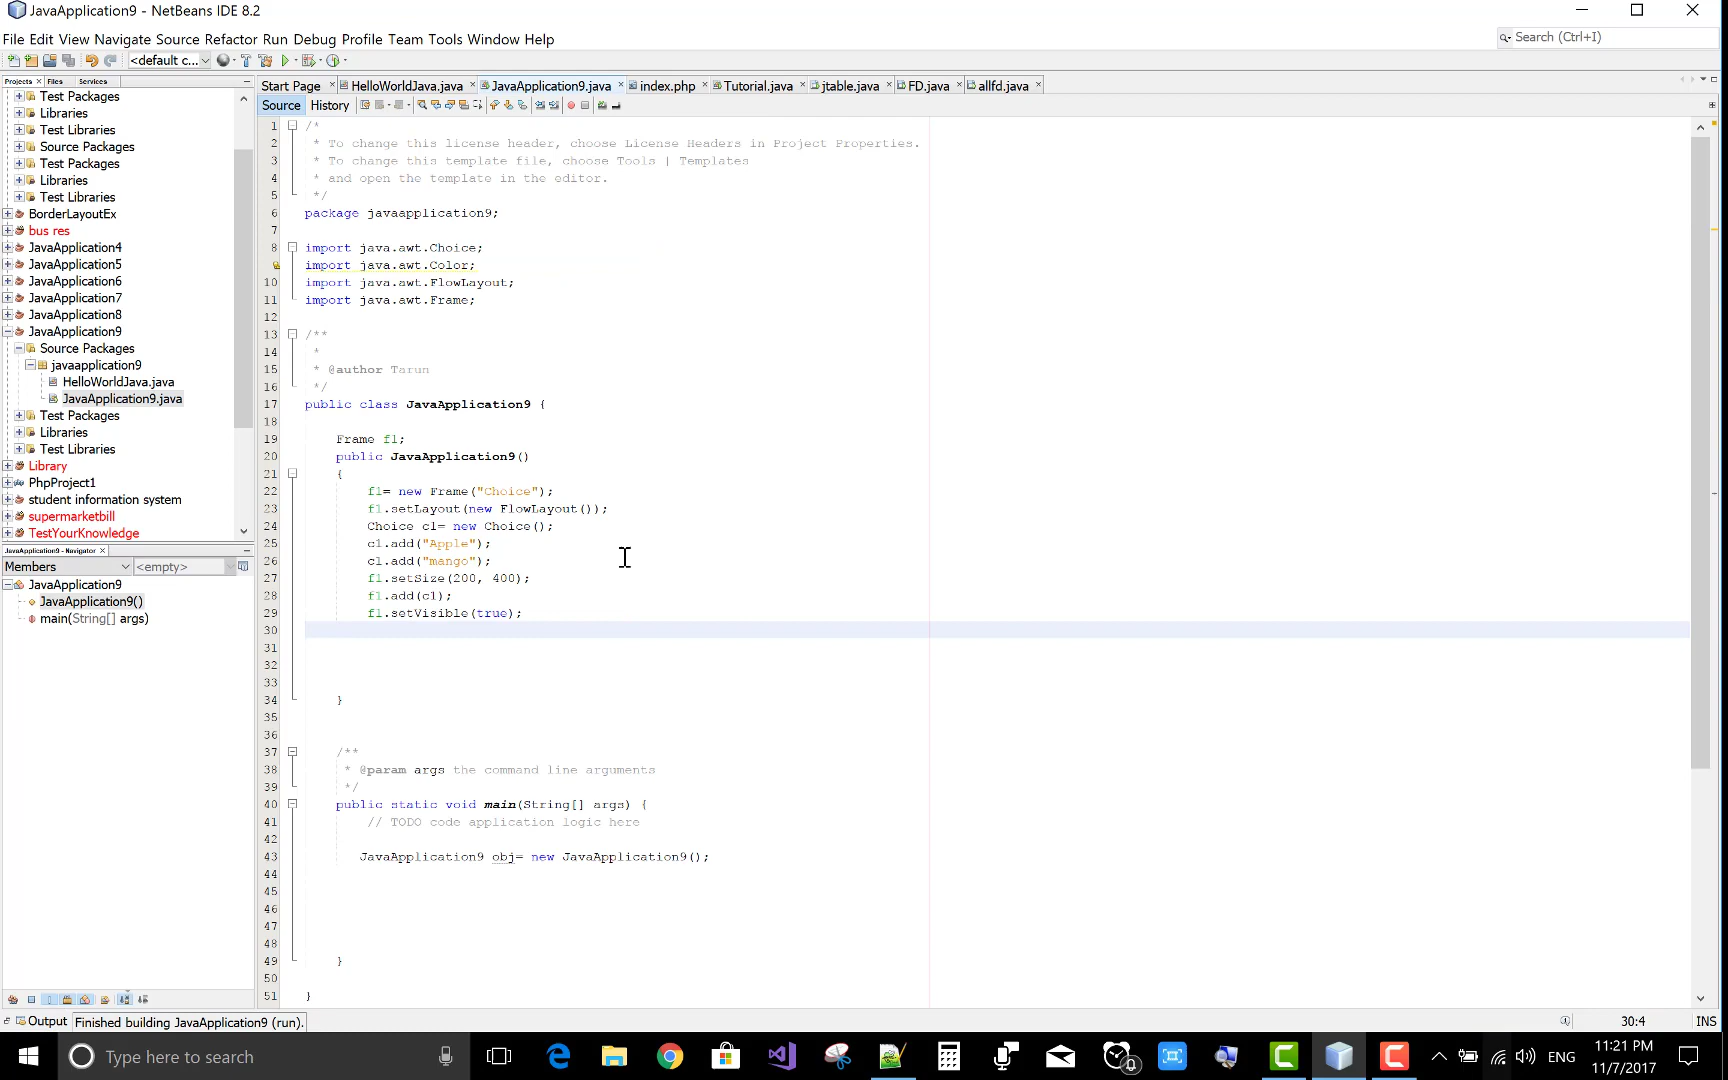 JavaApplication9 - NetBeans IDE 8.2
File Edit View Navigate Source Refactor Run Debug Profile Team Tools Window Help
Search (Ctrl+I)
<default c...
Projects Files Services
Start Page HelloWorldJava.java JavaApplication9.java index.php Tutorial.java jtable.java FD.java allfd.java
Source History
Test Packages
Libraries
Test Libraries
Source Packages
Test Packages
Libraries
Test Libraries
BorderLayoutEx
bus res
JavaApplication4
JavaApplication5
JavaApplication6
JavaApplication7
JavaApplication8
JavaApplication9
Source Packages
javaapplication9
HelloWorldJava.java
JavaApplication9.java
Test Packages
Libraries
Test Libraries
Library
PhpProject1
student information system
supermarketbill
TestYourKnowledge
JavaApplication9 - Navigator
Members <empty>
JavaApplication9
JavaApplication9()
main(String[] args)
1 /*
2 * To change this license header, choose License Headers in Project Properties.
3 * To change this template file, choose Tools | Templates
4 * and open the template in the editor.
5 */
6 package javaapplication9;
7
8 import java.awt.Choice;
import java.awt.Color;
10 import java.awt.FlowLayout;
11 import java.awt.Frame;
12
13 /**
14 *
15 * @author Tarun
16 */
17 public class JavaApplication9 {
18
19 Frame f1;
20 public JavaApplication9()
21 {
22 f1= new Frame("Choice");
23 f1.setLayout(new FlowLayout());
24 Choice c1= new Choice();
25 c1.add("Apple");
26 c1.add("mango");
27 f1.setSize(200, 400);
28 f1.add(c1);
29 f1.setVisible(true);
30
31
32
33
34 }
35
36
37 /**
38 * @param args the command line arguments
39 */
40 public static void main(String[] args) {
41 // TODO code application logic here
42
43 JavaApplication9 obj= new JavaApplication9();
44
45
46
47
48
49 }
50
51 }
Output Finished building JavaApplication9 (run).
30:4 INS
Type here to search
ENG
11:21 PM
11/7/2017